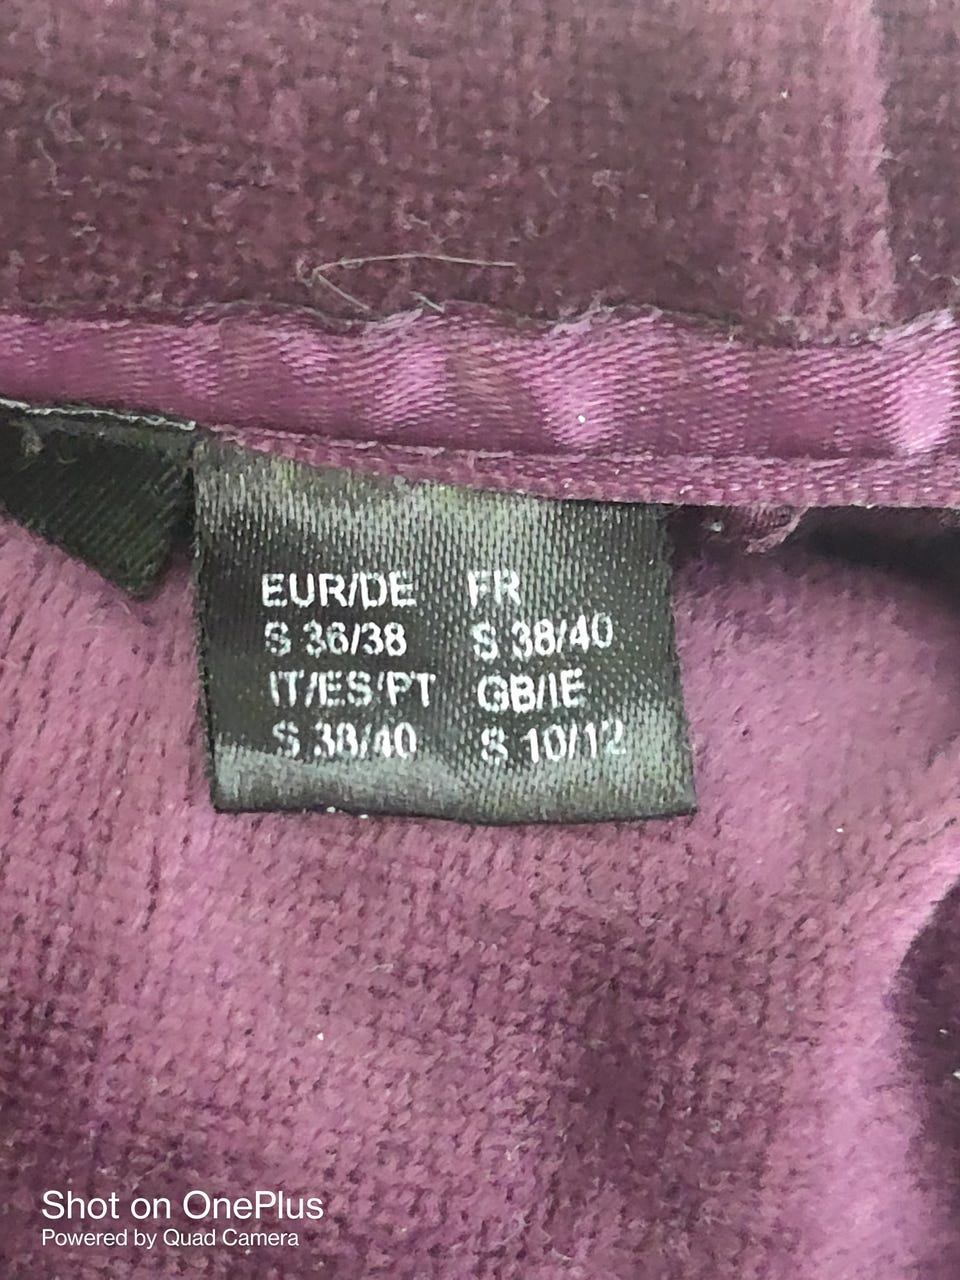 EUR/DE FR
S 36/38 S 38/40
IT/ES/PT GB/IE
S 38/40 S 10/12
Shot on OnePlus
Powered by Quad Camera